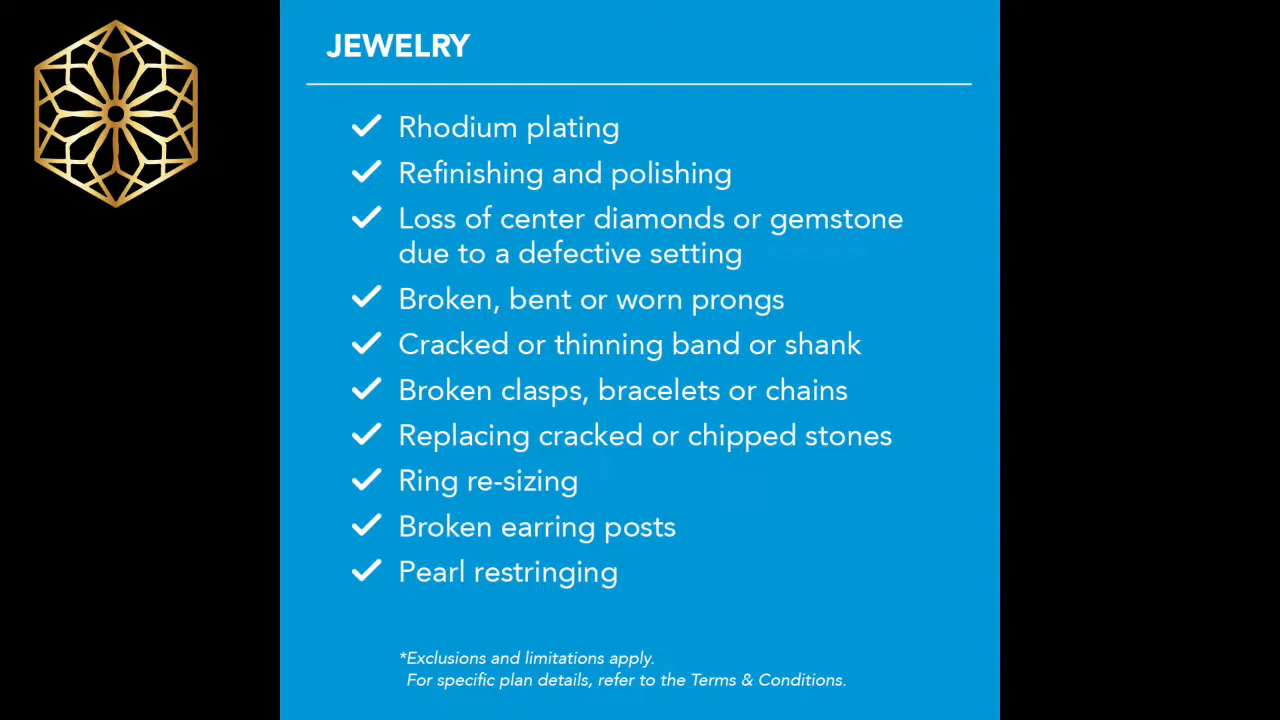 JEWELRY
Rhodium plating
Refinishing and polishing
Loss of center diamonds or gemstone
due to a defective setting
Broken, bent or worn prongs
Cracked or thinning band or shank
Broken clasps, bracelets or chains
Replacing cracked or chipped stones
Ring re-sizing
Broken earring posts
Pearl restringing
*Exclusions and limitations apply.
For specific plan details, refer to the Terms & Conditions.